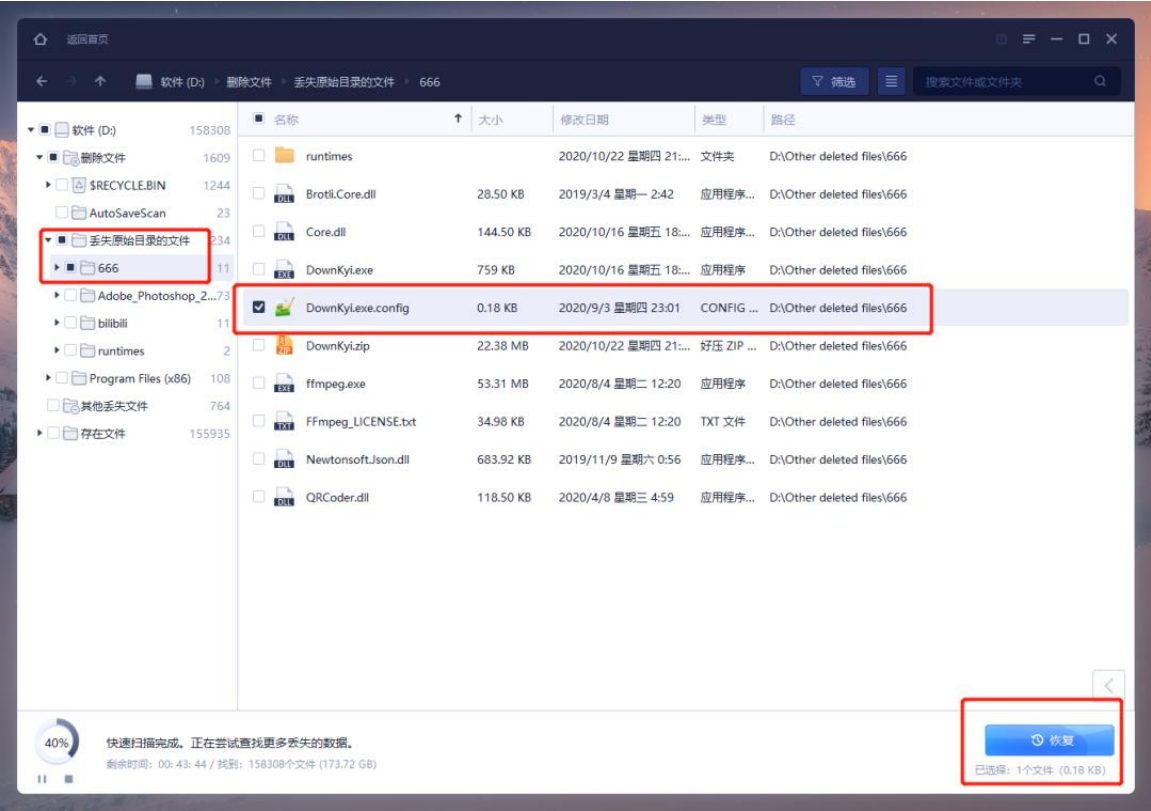 返回首页
软件 (D:) 删除文件 丢失原始目录的文件 666 筛选 搜索文件或文件夹
软件 (D:) 158308
删除文件 1609
$RECYCLE.BIN 1244
AutoSaveScan 23
丢失原始目录的文件 234
666 11
Adobe_Photoshop_2...73
bilibili 11
runtimes 2
Program Files (x86) 108
其他丢失文件 764
存在文件 155935
名称 大小 修改日期 类型 路径
runtimes 2020/10/22 星期四 21:... 文件夹 D:\Other deleted files\666
DLL Brotli.Core.dll 28.50 KB 2019/3/4 星期一 2:42 应用程序... D:\Other deleted files\666
DLL Core.dll 144.50 KB 2020/10/16 星期五 18:... 应用程序... D:\Other deleted files\666
EXE DownKyi.exe 759 KB 2020/10/16 星期五 18:... 应用程序 D:\Other deleted files\666
DownKyi.exe.config 0.18 KB 2020/9/3 星期四 23:01 CONFIG ... D:\Other deleted files\666
ZIP DownKyi.zip 22.38 MB 2020/10/22 星期四 21:... 好压 ZIP ... D:\Other deleted files\666
EXE ffmpeg.exe 53.31 MB 2020/8/4 星期二 12:20 应用程序 D:\Other deleted files\666
TXT FFmpeg_LICENSE.txt 34.98 KB 2020/8/4 星期二 12:20 TXT 文件 D:\Other deleted files\666
DLL Newtonsoft.Json.dll 683.92 KB 2019/11/9 星期六 0:56 应用程序... D:\Other deleted files\666
DLL QRCoder.dll 118.50 KB 2020/4/8 星期三 4:59 应用程序... D:\Other deleted files\666
40%
快速扫描完成。正在尝试查找更多丢失的数据。
剩余时间: 00: 43: 44 / 找到: 158308个文件 (173.72 GB)
恢复
已选择: 1个文件 (0.18 KB)